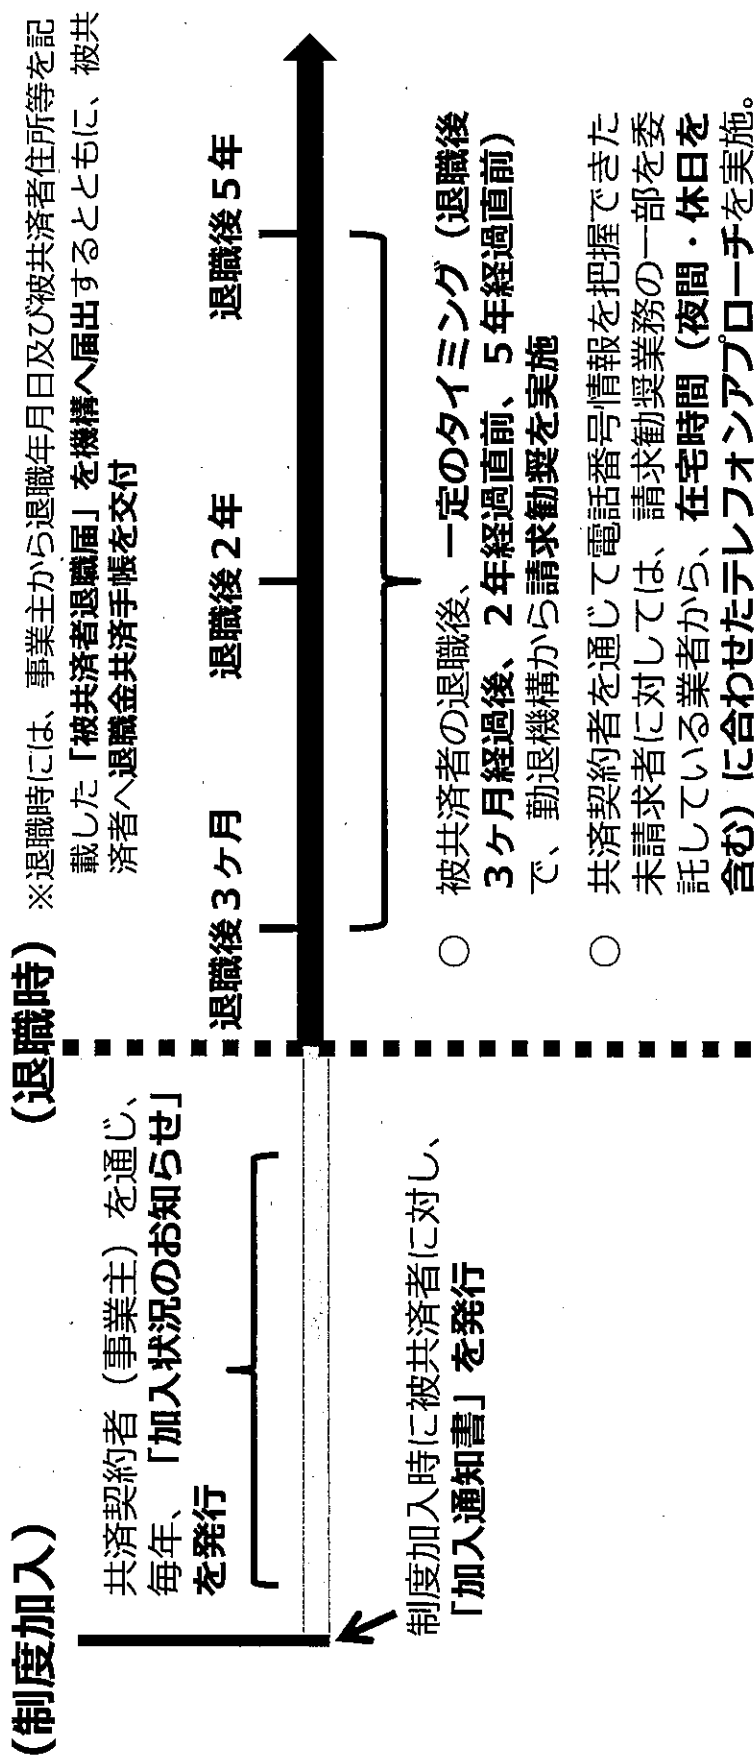 （制度加入）
共済契約者（事業主）を通じ、
毎年、「加入状況のお知らせ」
を発行
制度加入時に被共済者に対し、
「加入通知書」を発行
（退職時）
※退職時には、事業主から退職年月日及び被共済者住所等を記
載した「被共済者退職届」を機構へ届出するとともに、被共
済者へ退職金共済手帳を交付
退職後３ヶ月
退職後２年
退職後５年
○ 被共済者の退職後、一定のタイミング（退職後
３ヶ月経過後、２年経過直前、５年経過直前）
で、勤退機構から請求勧奨を実施
○ 共済契約者を通じて電話番号情報を把握できた
未請求者に対しては、請求勧奨業務の一部を委
託している業者から、在宅時間（夜間・休日を
含む）に合わせたテレフォンアプローチを実施。